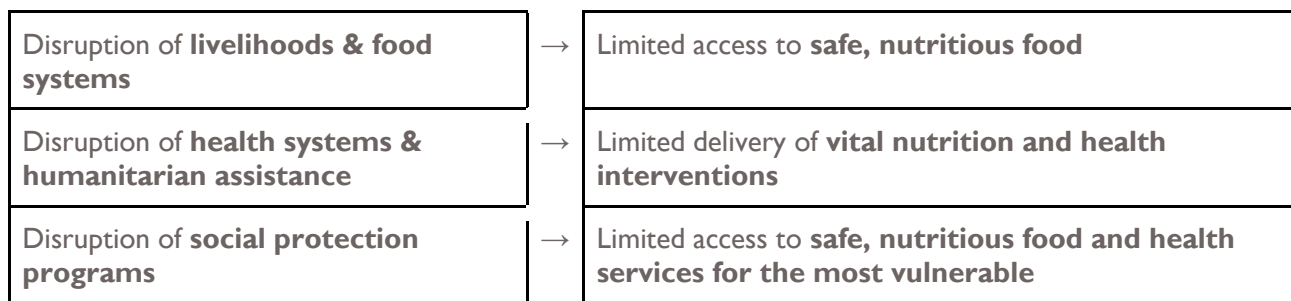 Disruption of livelihoods & food
systems
→
Limited access to safe, nutritious food
Disruption of health systems &
humanitarian assistance
→
Limited delivery of vital nutrition and health
interventions
Disruption of social protection
programs
→
Limited access to safe, nutritious food and health
services for the most vulnerable